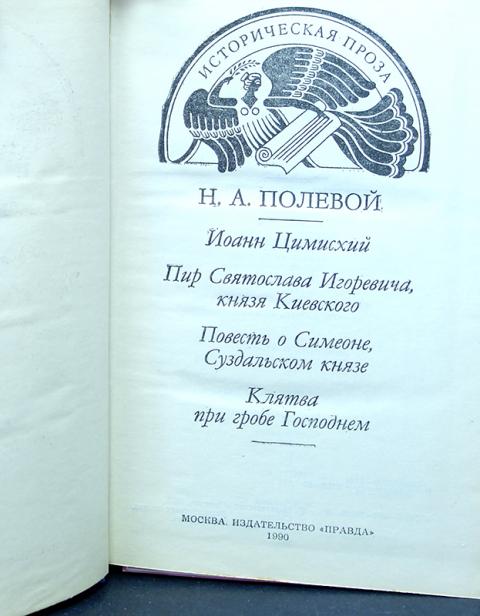 ИСТОРИЧЕСКАЯ ПРОЗА
Н. А. ПОЛЕВОЙ
Иоанн Цимисхий
Пир Святослава Игоревича,
князя Киевского
Повесть о Симеоне,
Суздальском князе
Клятва
при гробе Господнем
МОСКВА. ИЗДАТЕЛЬСТВО «ПРАВДА»
1990